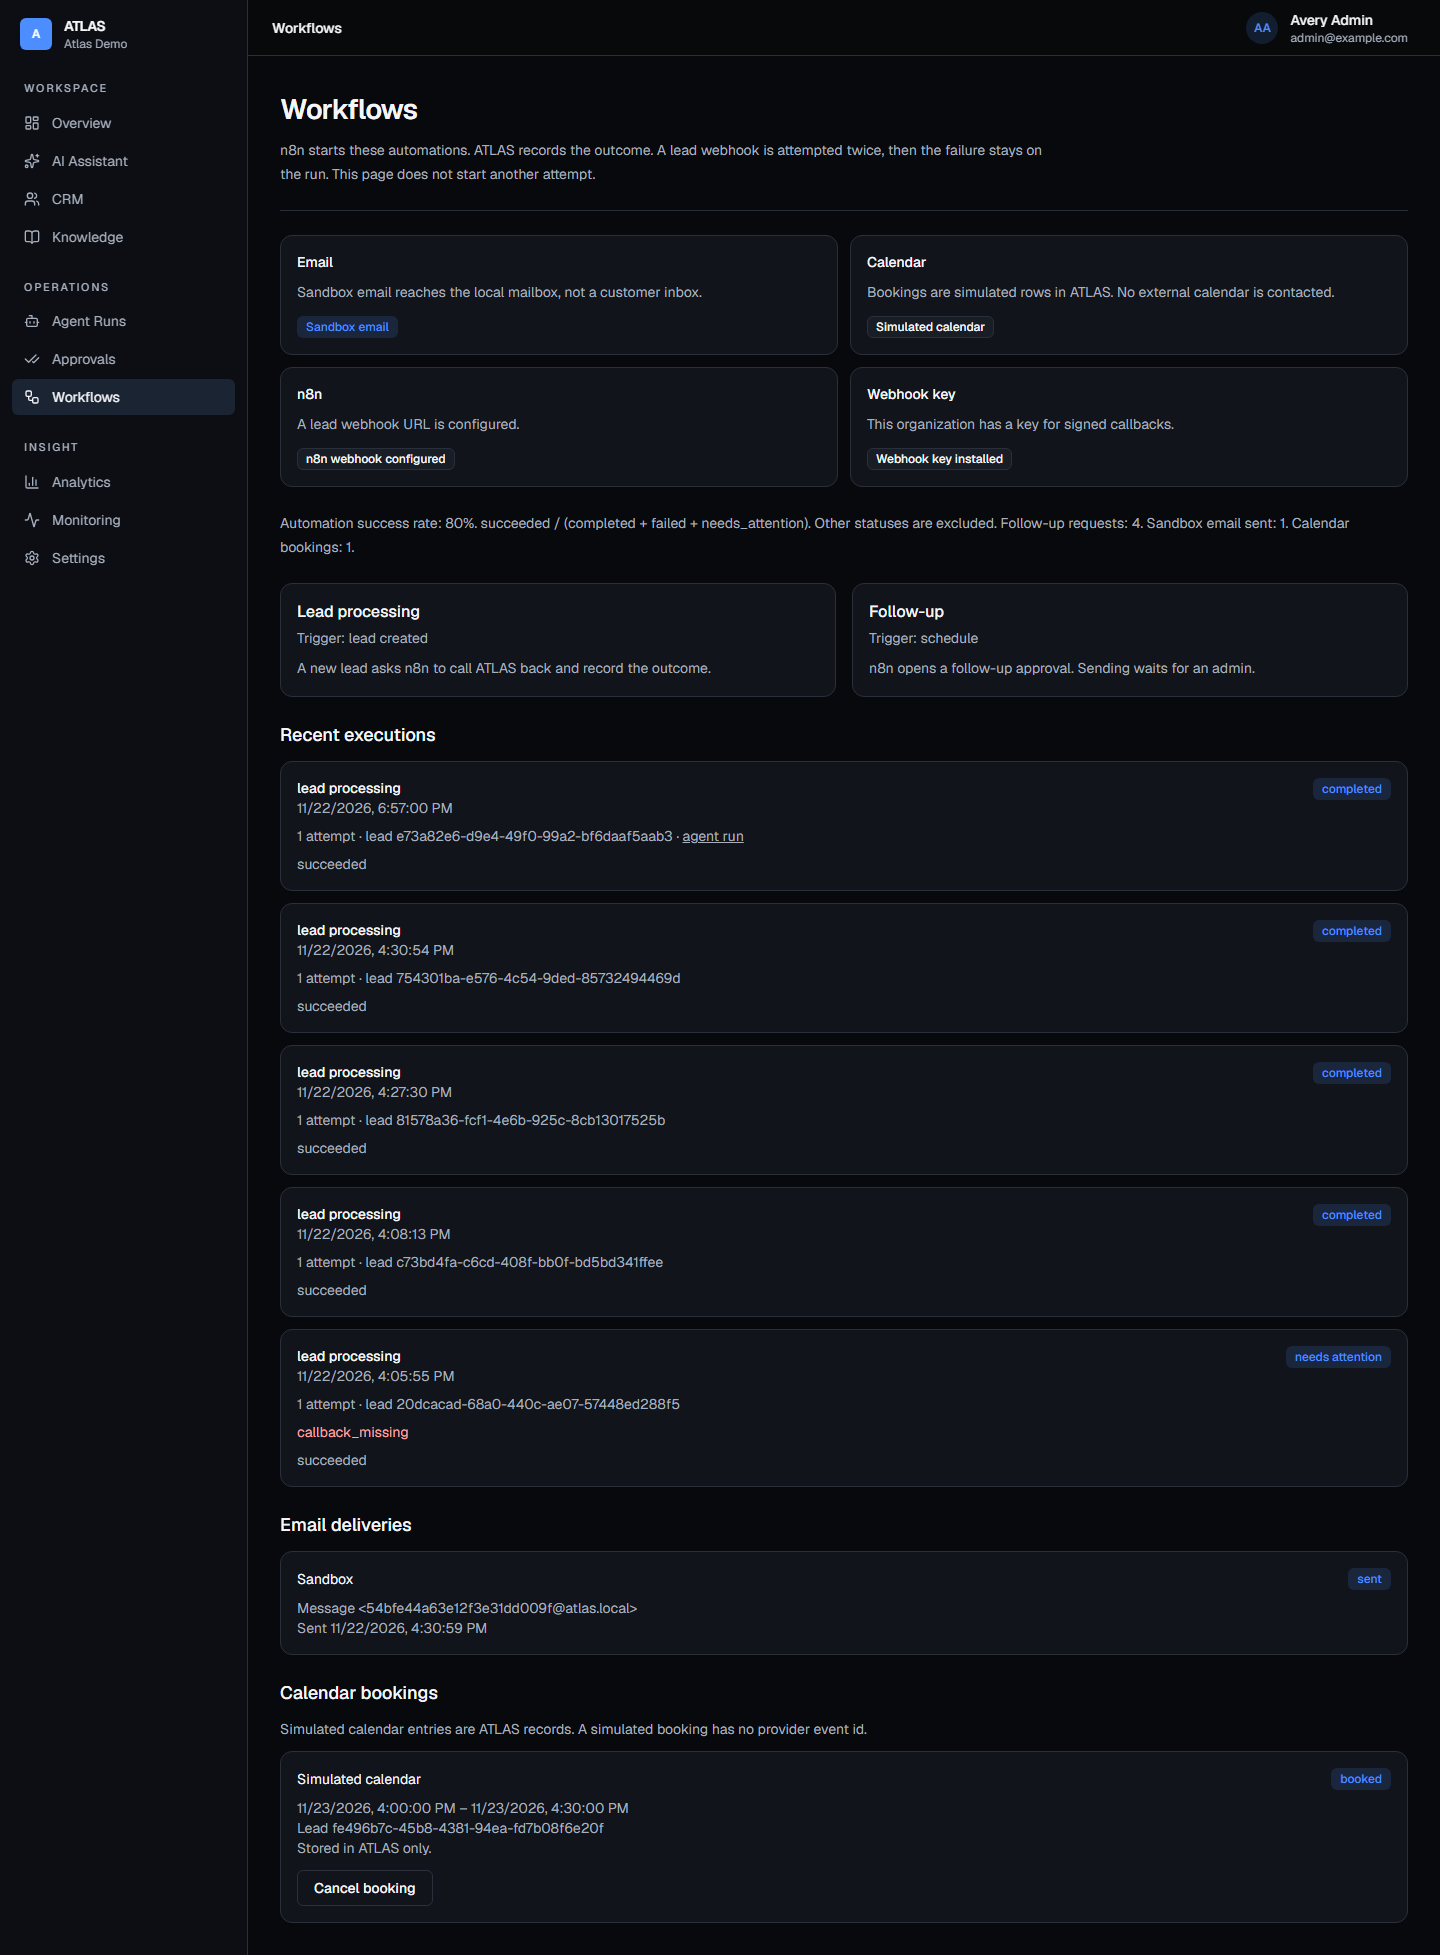 A
ATLAS
Atlas Demo
WORKSPACE
Overview
AI Assistant
CRM
Knowledge
OPERATIONS
Agent Runs
Approvals
Workflows
INSIGHT
Analytics
Monitoring
Settings
Workflows
AA
Avery Admin
admin@example.com
Workflows
n8n starts these automations. ATLAS records the outcome. A lead webhook is attempted twice, then the failure stays on
the run. This page does not start another attempt.
Email
Sandbox email reaches the local mailbox, not a customer inbox.
Sandbox email
Calendar
Bookings are simulated rows in ATLAS. No external calendar is contacted.
Simulated calendar
n8n
A lead webhook URL is configured.
n8n webhook configured
Webhook key
This organization has a key for signed callbacks.
Webhook key installed
Automation success rate: 80%. succeeded / (completed + failed + needs_attention). Other statuses are excluded. Follow-up requests: 4. Sandbox email sent: 1. Calendar
bookings: 1.
Lead processing
Trigger: lead created
A new lead asks n8n to call ATLAS back and record the outcome.
Follow-up
Trigger: schedule
n8n opens a follow-up approval. Sending waits for an admin.
Recent executions
lead processing
completed
11/22/2026, 6:57:00 PM
1 attempt · lead e73a82e6-d9e4-49f0-99a2-bf6daaf5aab3 · agent run
succeeded
lead processing
completed
11/22/2026, 4:30:54 PM
1 attempt · lead 754301ba-e576-4c54-9ded-85732494469d
succeeded
lead processing
completed
11/22/2026, 4:27:30 PM
1 attempt · lead 81578a36-fcf1-4e6b-925c-8cb13017525b
succeeded
lead processing
completed
11/22/2026, 4:08:13 PM
1 attempt · lead c73bd4fa-c6cd-408f-bb0f-bd5bd341ffee
succeeded
lead processing
needs attention
11/22/2026, 4:05:55 PM
1 attempt · lead 20dcacad-68a0-440c-ae07-57448ed288f5
callback_missing
succeeded
Email deliveries
Sandbox
sent
Message <54bfe44a63e12f3e31dd009f@atlas.local>
Sent 11/22/2026, 4:30:59 PM
Calendar bookings
Simulated calendar entries are ATLAS records. A simulated booking has no provider event id.
Simulated calendar
booked
11/23/2026, 4:00:00 PM – 11/23/2026, 4:30:00 PM
Lead fe496b7c-45b8-4381-94ea-fd7b08f6e20f
Stored in ATLAS only.
Cancel booking